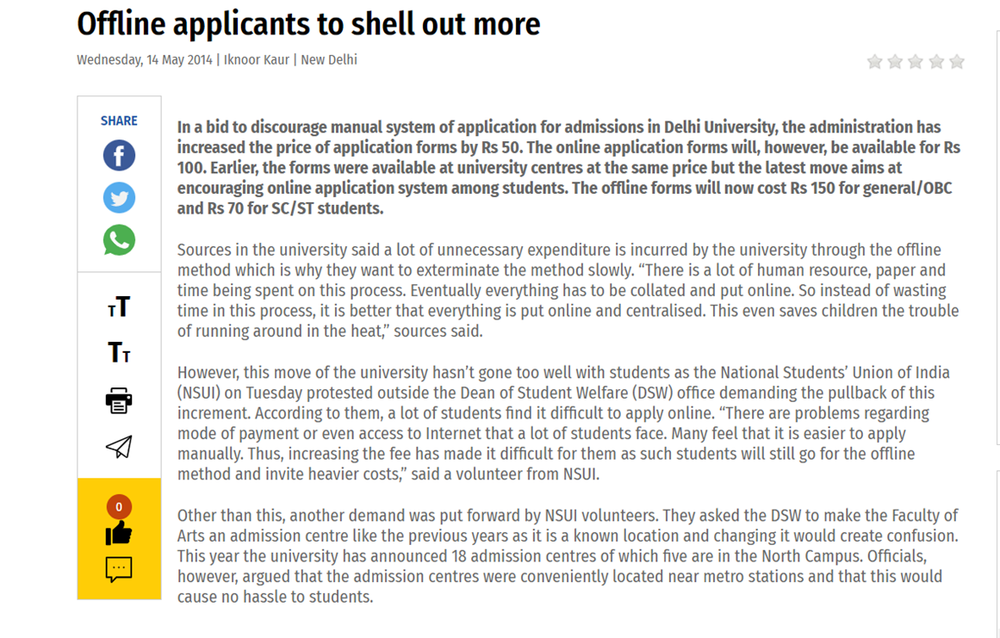 Offline applicants to shell out more
Wednesday, 14 May 2014 | Iknoor Kaur | New Delhi
SHARE
In a bid to discourage manual system of application for admissions in Delhi University, the administration has
increased the price of application forms by Rs 50. The online application forms will, however, be available for Rs
100. Earlier, the forms were available at university centres at the same price but the latest move aims at
encouraging online application system among students. The offline forms will now cost Rs 150 for general/OBC
and Rs 70 for SC/ST students.
Sources in the university said a lot of unnecessary expenditure is incurred by the university through the offline
method which is why they want to exterminate the method slowly. “There is a lot of human resource, paper and
time being spent on this process. Eventually everything has to be collated and put online. So instead of wasting
time in this process, it is better that everything is put online and centralised. This even saves children the trouble
of running around in the heat,” sources said.
However, this move of the university hasn’t gone too well with students as the National Students’ Union of India
(NSUI) on Tuesday protested outside the Dean of Student Welfare (DSW) office demanding the pullback of this
increment. According to them, a lot of students find it difficult to apply online. “There are problems regarding
mode of payment or even access to Internet that a lot of students face. Many feel that it is easier to apply
manually. Thus, increasing the fee has made it difficult for them as such students will still go for the offline
method and invite heavier costs,” said a volunteer from NSUI.
Other than this, another demand was put forward by NSUI volunteers. They asked the DSW to make the Faculty of
Arts an admission centre like the previous years as it is a known location and changing it would create confusion.
This year the university has announced 18 admission centres of which five are in the North Campus. Officials,
however, argued that the admission centres were conveniently located near metro stations and that this would
cause no hassle to students.
TT
TT
0